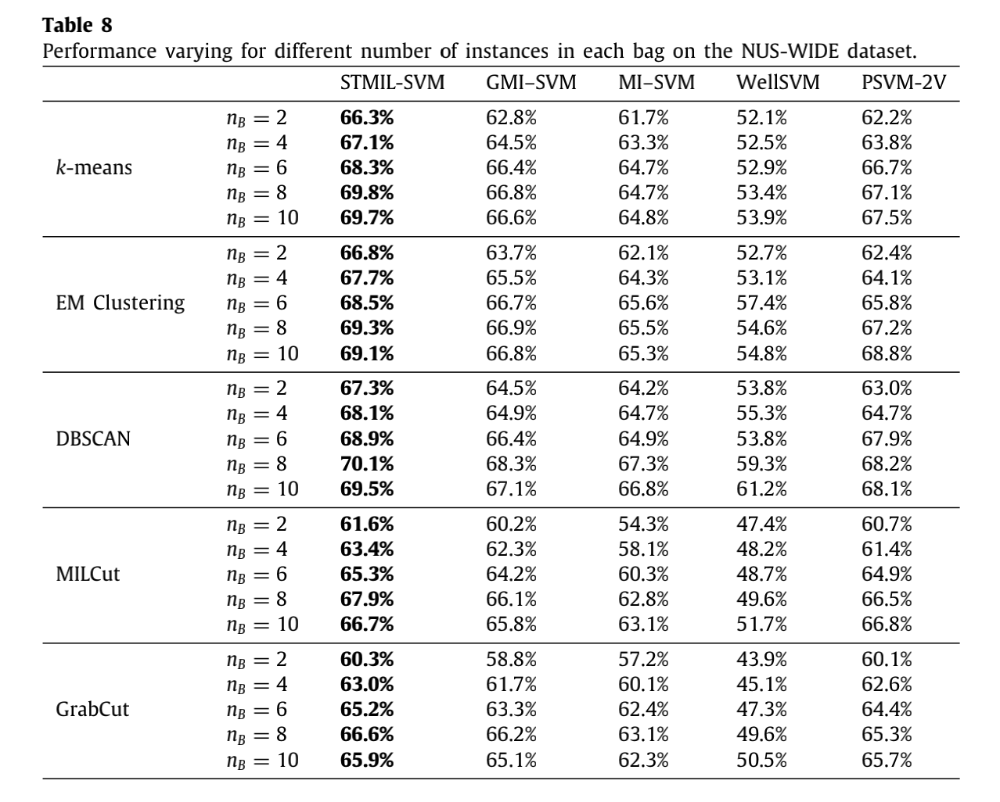 Table 8
Performance varying for different number of instances in each bag on the NUS-WIDE dataset.
STMIL-SVM GMI–SVM MI–SVM WellSVM PSVM-2V
n_B = 2 66.3% 62.8% 61.7% 52.1% 62.2%
n_B = 4 67.1% 64.5% 63.3% 52.5% 63.8%
k-means n_B = 6 68.3% 66.4% 64.7% 52.9% 66.7%
n_B = 8 69.8% 66.8% 64.7% 53.4% 67.1%
n_B = 10 69.7% 66.6% 64.8% 53.9% 67.5%
n_B = 2 66.8% 63.7% 62.1% 52.7% 62.4%
n_B = 4 67.7% 65.5% 64.3% 53.1% 64.1%
EM Clustering n_B = 6 68.5% 66.7% 65.6% 57.4% 65.8%
n_B = 8 69.3% 66.9% 65.5% 54.6% 67.2%
n_B = 10 69.1% 66.8% 65.3% 54.8% 68.8%
n_B = 2 67.3% 64.5% 64.2% 53.8% 63.0%
n_B = 4 68.1% 64.9% 64.7% 55.3% 64.7%
DBSCAN n_B = 6 68.9% 66.4% 64.9% 53.8% 67.9%
n_B = 8 70.1% 68.3% 67.3% 59.3% 68.2%
n_B = 10 69.5% 67.1% 66.8% 61.2% 68.1%
n_B = 2 61.6% 60.2% 54.3% 47.4% 60.7%
n_B = 4 63.4% 62.3% 58.1% 48.2% 61.4%
MILCut n_B = 6 65.3% 64.2% 60.3% 48.7% 64.9%
n_B = 8 67.9% 66.1% 62.8% 49.6% 66.5%
n_B = 10 66.7% 65.8% 63.1% 51.7% 66.8%
n_B = 2 60.3% 58.8% 57.2% 43.9% 60.1%
n_B = 4 63.0% 61.7% 60.1% 45.1% 62.6%
GrabCut n_B = 6 65.2% 63.3% 62.4% 47.3% 64.4%
n_B = 8 66.6% 66.2% 63.1% 49.6% 65.3%
n_B = 10 65.9% 65.1% 62.3% 50.5% 65.7%